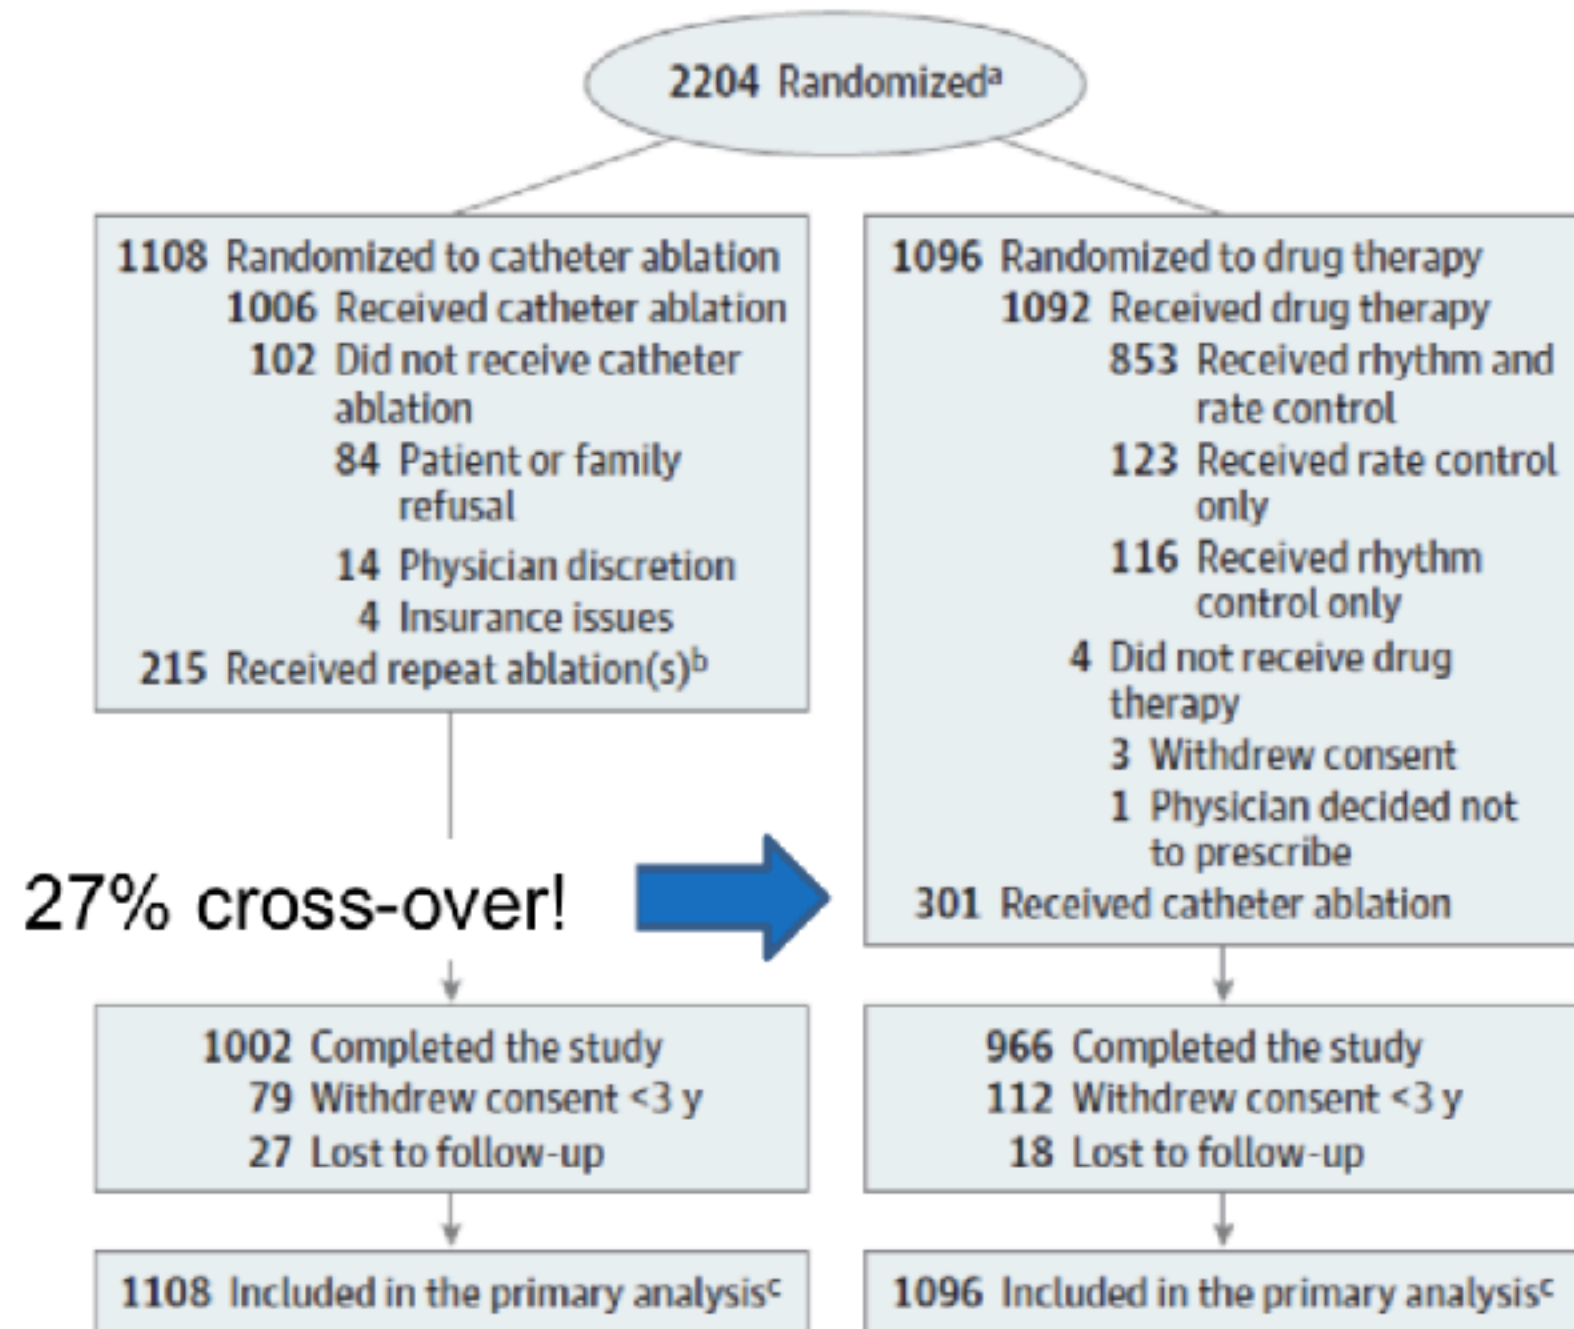 2204 Randomizedᵃ
1108 Randomized to catheter ablation
1006 Received catheter ablation
102 Did not receive catheter
ablation
84 Patient or family
refusal
14 Physician discretion
4 Insurance issues
215 Received repeat ablation(s)ᵇ
1096 Randomized to drug therapy
1092 Received drug therapy
853 Received rhythm and
rate control
123 Received rate control
only
116 Received rhythm
control only
4 Did not receive drug
therapy
3 Withdrew consent
1 Physician decided not
to prescribe
301 Received catheter ablation
27% cross-over!
1002 Completed the study
79 Withdrew consent <3 y
27 Lost to follow-up
966 Completed the study
112 Withdrew consent <3 y
18 Lost to follow-up
1108 Included in the primary analysisᶜ
1096 Included in the primary analysisᶜ